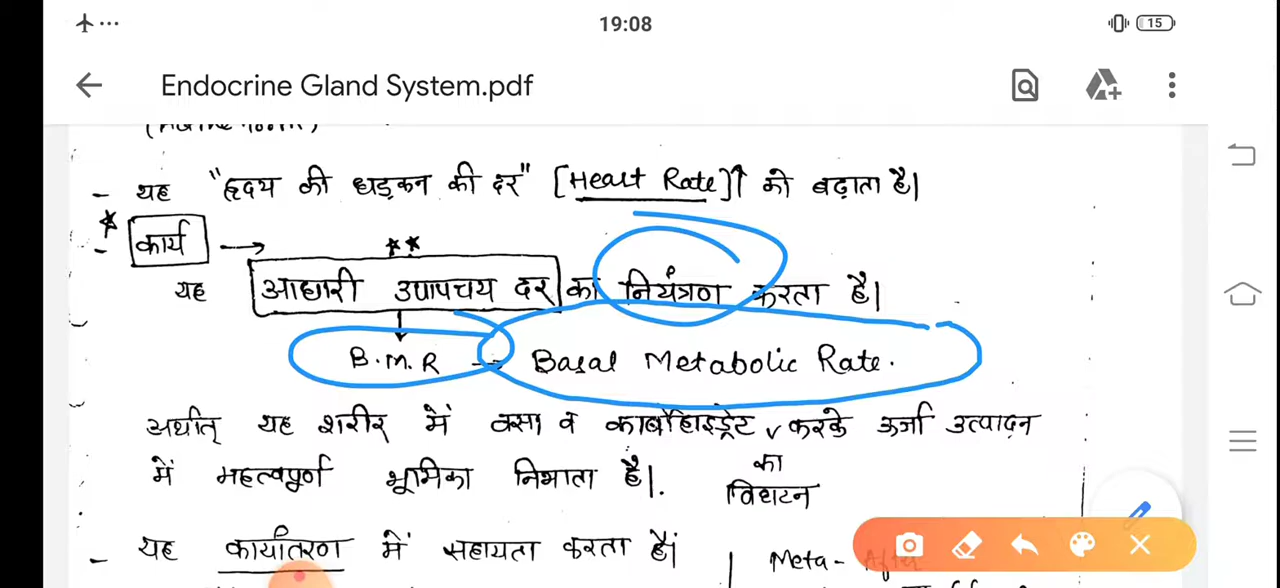 19:08
15
Endocrine Gland System.pdf
- यह "हृदय की धड़कन की दर" [Heart Rate]↑ को बढ़ाता है।
* - कार्य →
**
यह आधारी उपापचय दर का नियंत्रण करता है।
B.M.R → Basal Metabolic Rate.
अर्थात् यह शरीर में वसा व कार्बोहाइड्रेट ✓ करके ऊर्जा उत्पादन
का
में महत्वपूर्ण भूमिका निभाता है।
विघटन
- यह कायांतरण में सहायता करता है।
Meta -